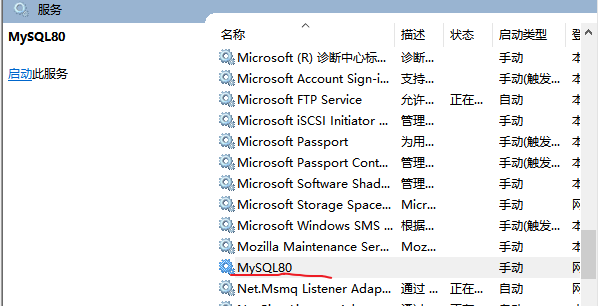 服务
MySQL80
启动此服务
名称 描述 状态 启动类型
Microsoft (R) 诊断中心标... 诊断... 手动
Microsoft Account Sign-i... 支持... 手动(触发... 本
Microsoft FTP Service 允许... 正在... 自动 本
Microsoft iSCSI Initiator ... 管理... 手动 本
Microsoft Passport 为用... 手动(触发... 本
Microsoft Passport Cont... 管理... 手动(触发... 本
Microsoft Software Shad... 管理... 手动 本
Microsoft Storage Space... Micr... 手动 网
Microsoft Windows SMS ... 根据... 手动(触发... 本
Mozilla Maintenance Ser... Moz... 手动 本
MySQL80 手动 网
Net.Msmq Listener Adap... 通过 ... 正在... 自动 网